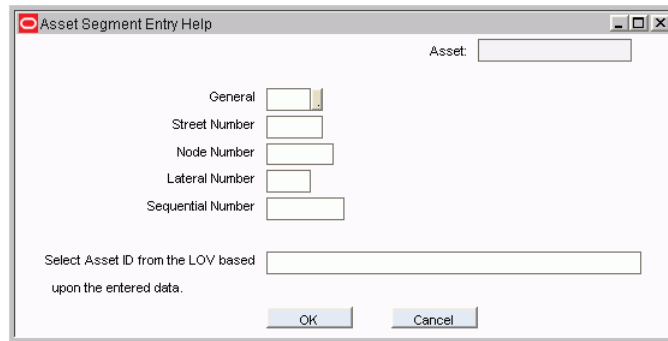 Asset Segment Entry Help
Asset:
General
Street Number
Node Number
Lateral Number
Sequential Number
Select Asset ID from the LOV based
upon the entered data.
OK Cancel